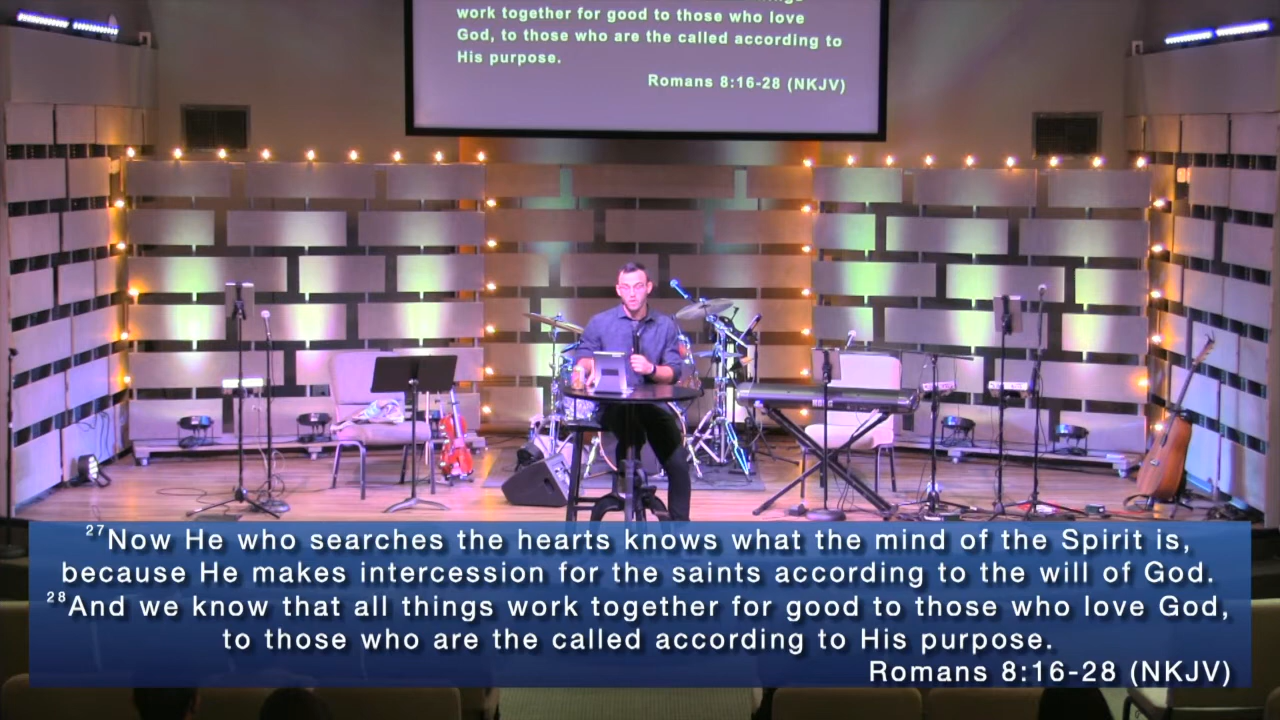 work together for good to those who love
God, to those who are the called according to
His purpose.
Romans 8:16-28 (NKJV)
27Now He who searches the hearts knows what the mind of the Spirit is,
because He makes intercession for the saints according to the will of God.
28And we know that all things work together for good to those who love God,
to those who are the called according to His purpose.
Romans 8:16-28 (NKJV)